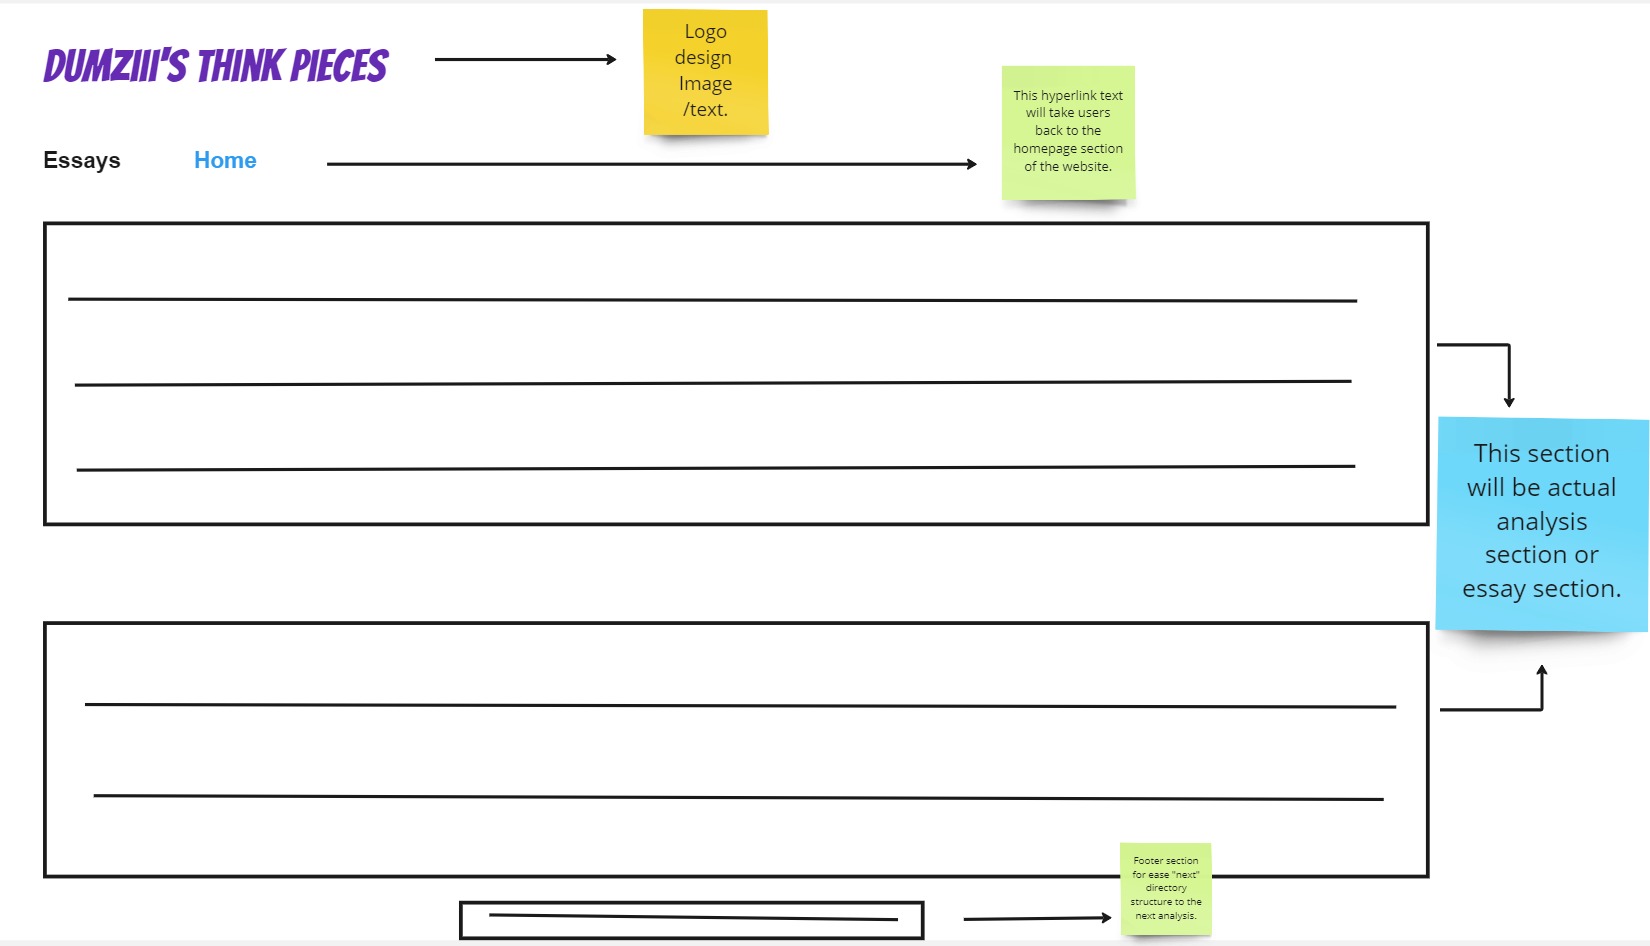 DUMZIII'S THINK PIECES
Logo
design
Image
/text.
This hyperlink text
will take users
back to the
homepage section
of the website.
Essays
Home
This section
will be actual
analysis
section or
essay section.
Footer section
for ease "next"
directory
structure to the
next analysis.